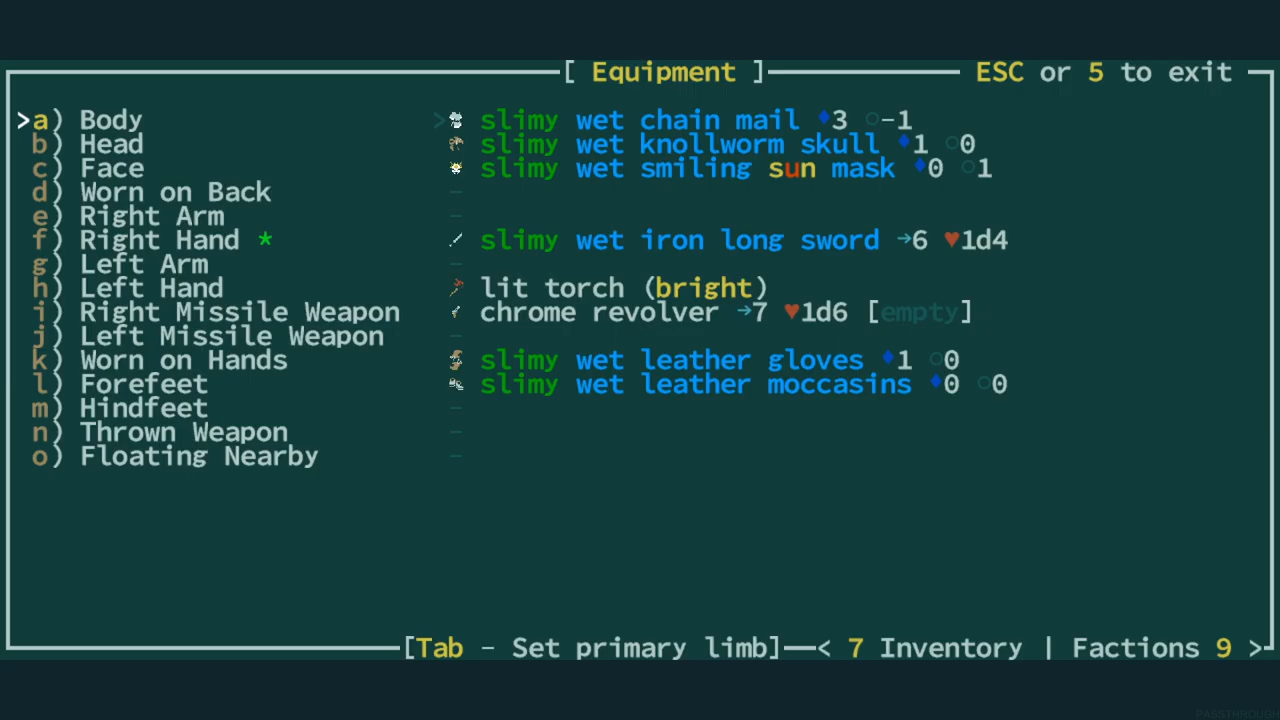 [ Equipment ] ESC or 5 to exit
>a) Body > slimy wet chain mail ♦3 ○-1
b) Head slimy wet knollworm skull ♦1 ○0
c) Face slimy wet smiling sun mask ♦0 ○1
d) Worn on Back -
e) Right Arm -
f) Right Hand * slimy wet iron long sword →6 ♥1d4
g) Left Arm -
h) Left Hand lit torch (bright)
i) Right Missile Weapon chrome revolver →7 ♥1d6 [empty]
j) Left Missile Weapon -
k) Worn on Hands slimy wet leather gloves ♦1 ○0
l) Forefeet slimy wet leather moccasins ♦0 ○0
m) Hindfeet -
n) Thrown Weapon -
o) Floating Nearby -
[Tab - Set primary limb] < 7 Inventory | Factions 9 >